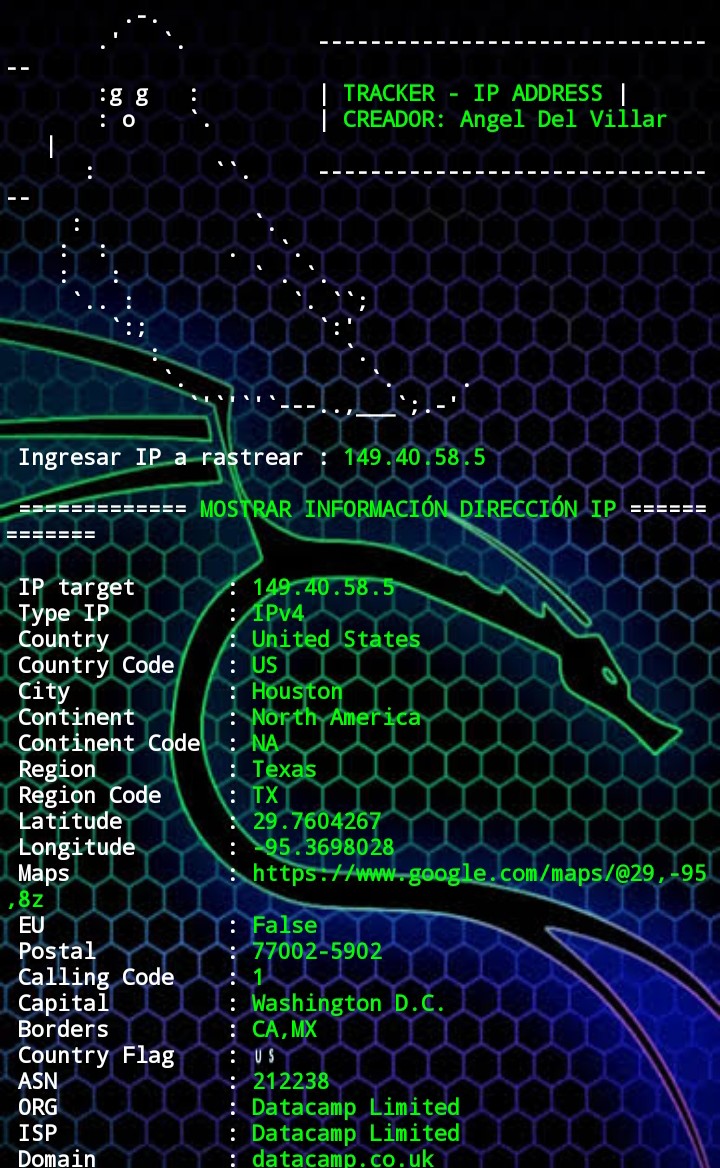 .-.
.'   `.          ------------------------------
--
:g g   :         | TRACKER - IP ADDRESS |
: o    `.        | CREADOR: Angel Del Villar
|
:         ``.     ------------------------------
--
:             `.
:  :          .  `  `. `.
:   :              `. `. ``;
`..:                  `:'
`:;                  `.
:                   `.
`.                   `.      .
`'`'`'``---..,___`;.-'
Ingresar IP a rastrear : 149.40.58.5
============= MOSTRAR INFORMACIÓN DIRECCIÓN IP ======
=======
IP target       : 149.40.58.5
Type IP         : IPv4
Country         : United States
Country Code    : US
City            : Houston
Continent       : North America
Continent Code  : NA
Region          : Texas
Region Code     : TX
Latitude        : 29.7604267
Longitude       : -95.3698028
Maps            : https://www.google.com/maps/@29,-95
,8z
EU              : False
Postal          : 77002-5902
Calling Code    : 1
Capital         : Washington D.C.
Borders         : CA,MX
Country Flag    : US
ASN             : 212238
ORG             : Datacamp Limited
ISP             : Datacamp Limited
Domain          : datacamp.co.uk